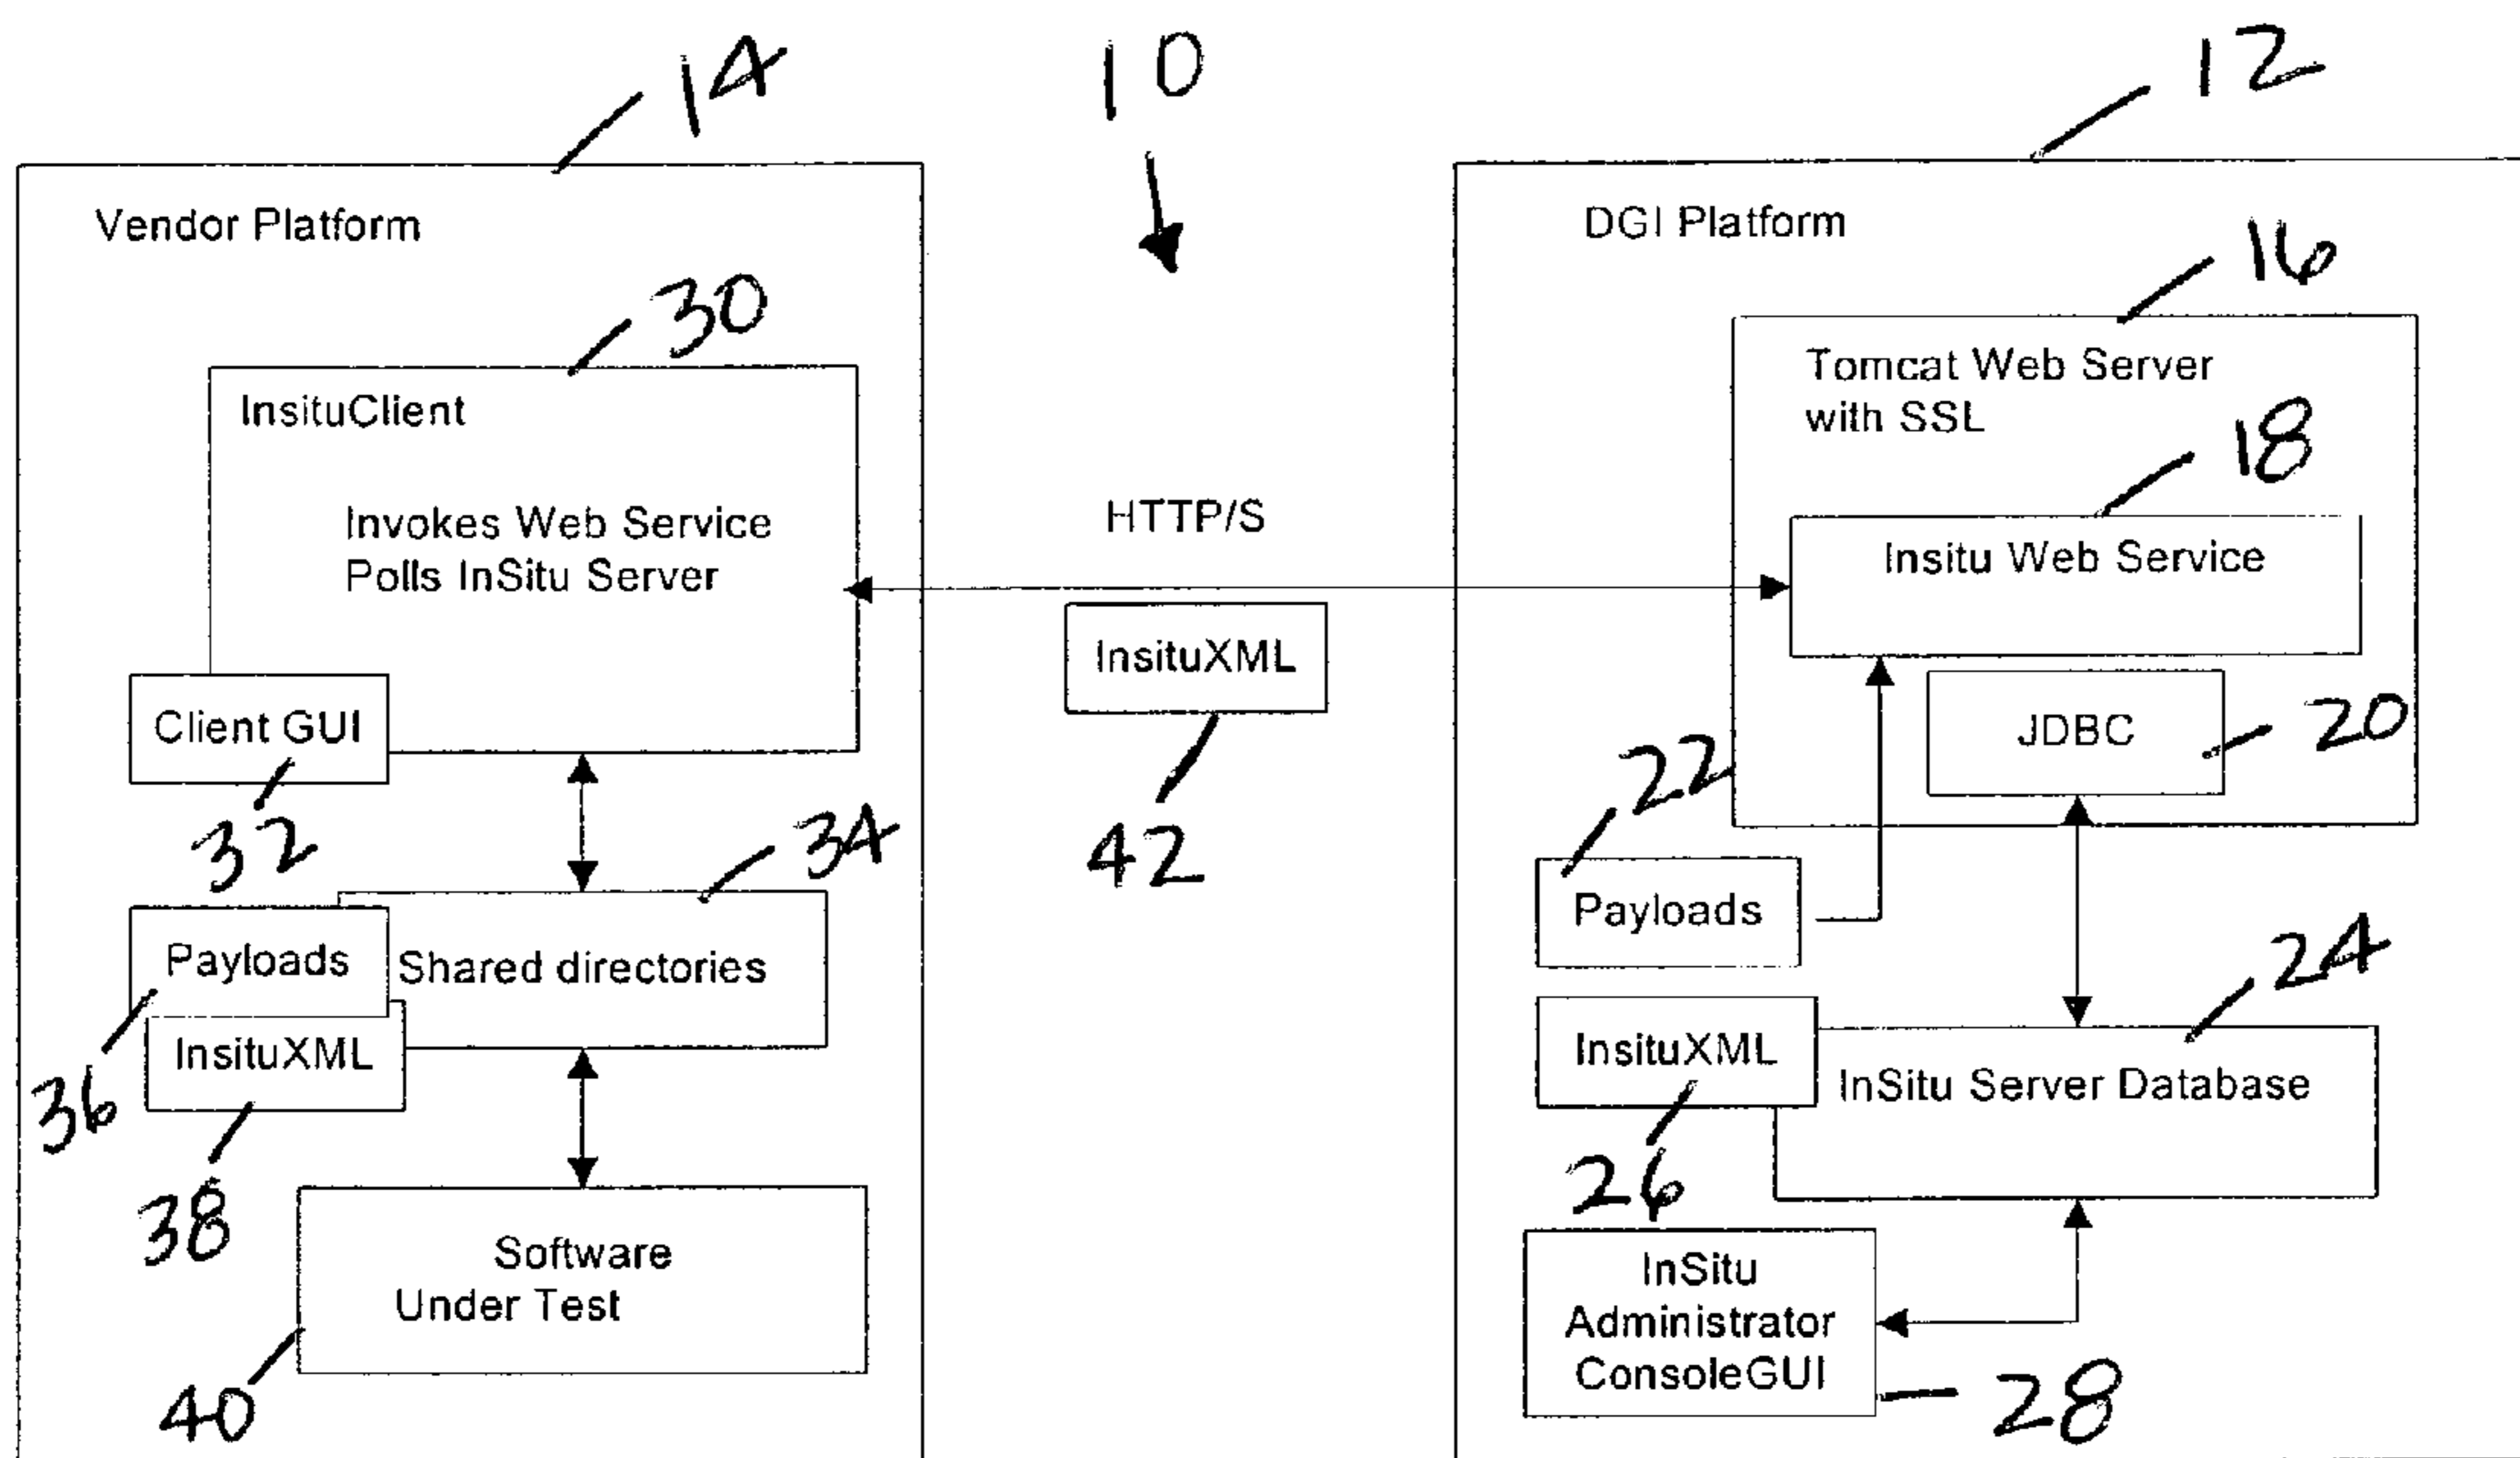 14
10
12
Vendor Platform
DGI Platform
30
16
InsituClient
Tomcat Web Server
with SSL
Invokes Web Service
Polls InSitu Server
HTTP/S
18
Insitu Web Service
InsituXML
42
Client GUI
32
JDBC
20
22
34
Payloads
Shared directories
Payloads
36
InsituXML
38
24
InsituXML
InSitu Server Database
26
Software
Under Test
40
InSitu
Administrator
ConsoleGUI
28